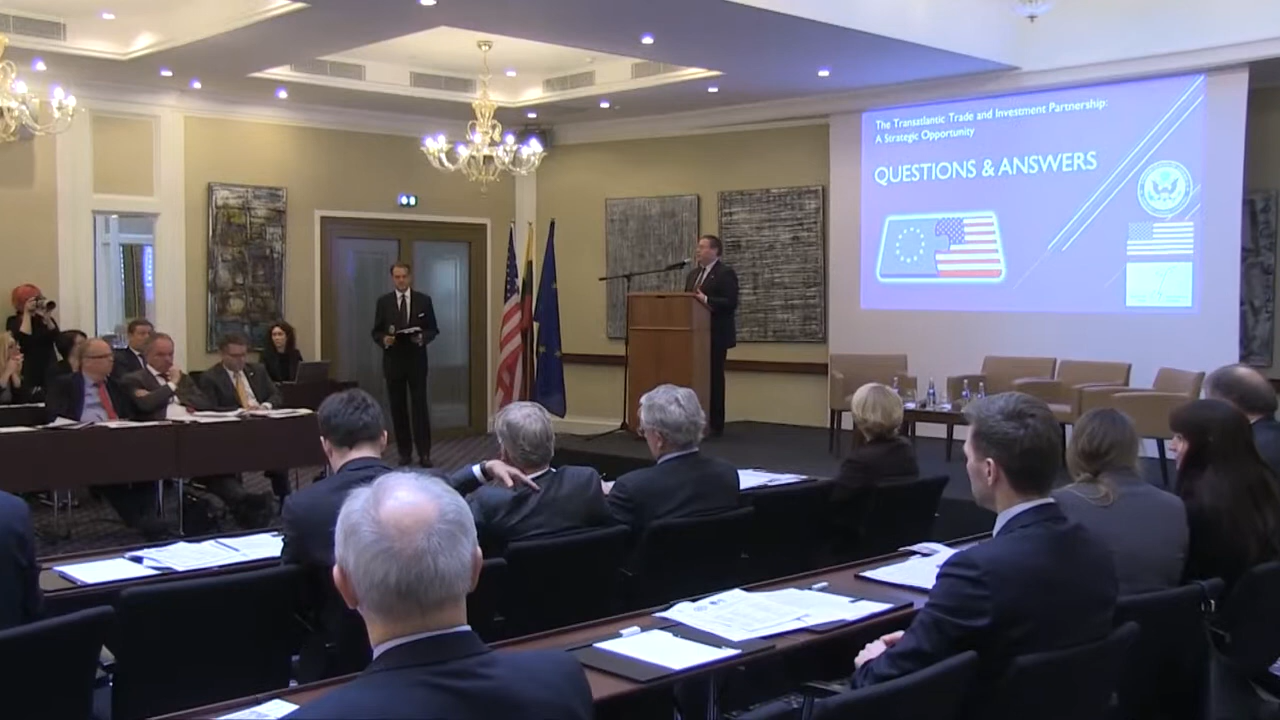 The Transatlantic Trade and Investment Partnership:
A Strategic Opportunity
QUESTIONS & ANSWERS